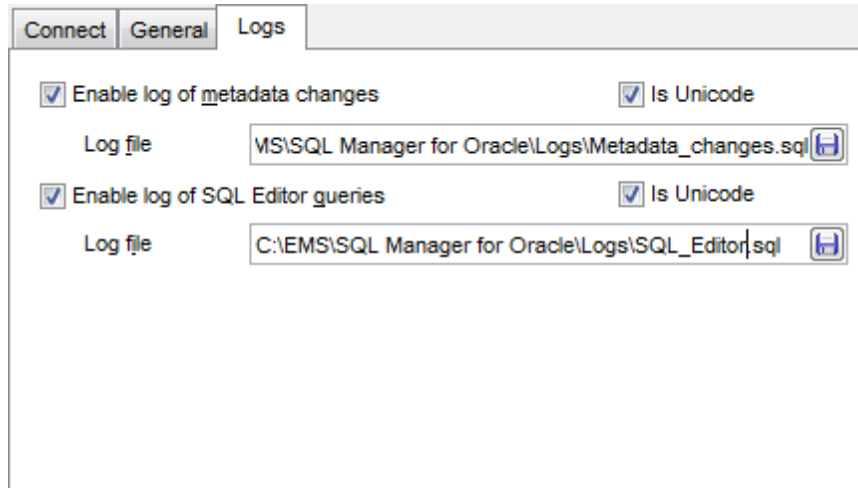 Connect General Logs
Enable log of metadata changes Is Unicode
Log file MS\SQL Manager for Oracle\Logs\Metadata_changes.sql
Enable log of SQL Editor queries Is Unicode
Log file C:\EMS\SQL Manager for Oracle\Logs\SQL_Editor.sql